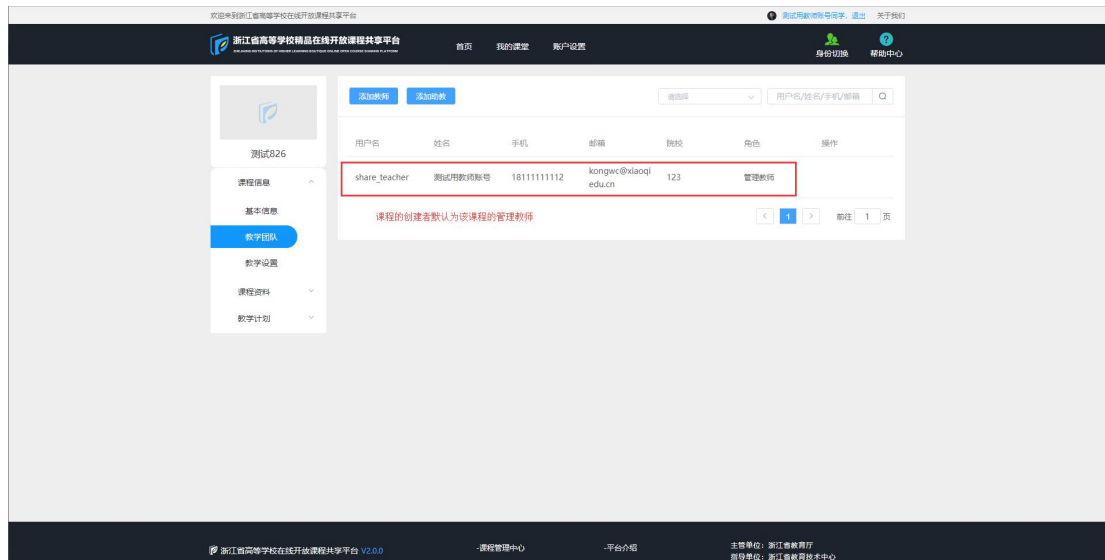 欢迎来到浙江省高等学校在线开放课程共享平台
测试用教师账号同学，退出 关于我们
浙江省高等学校精品在线开放课程共享平台
首页 我的课堂 账户设置
身份切换 帮助中心
测试826
课程信息
基本信息
教学团队
教学设置
课程资料
教学计划
添加教师 添加助教 请选择 用户名/姓名/手机/邮箱
用户名 姓名 手机 邮箱 院校 角色 操作
share_teacher 测试用教师账号 18111111112 kongwc@xiaoqi 123 管理教师
edu.cn
课程的创建者默认为该课程的管理教师
1 前往 1 页
浙江省高等学校在线开放课程共享平台 V2.0.0
-课程管理中心
-平台介绍
主管单位：浙江省教育厅
指导单位：浙江省教育技术中心